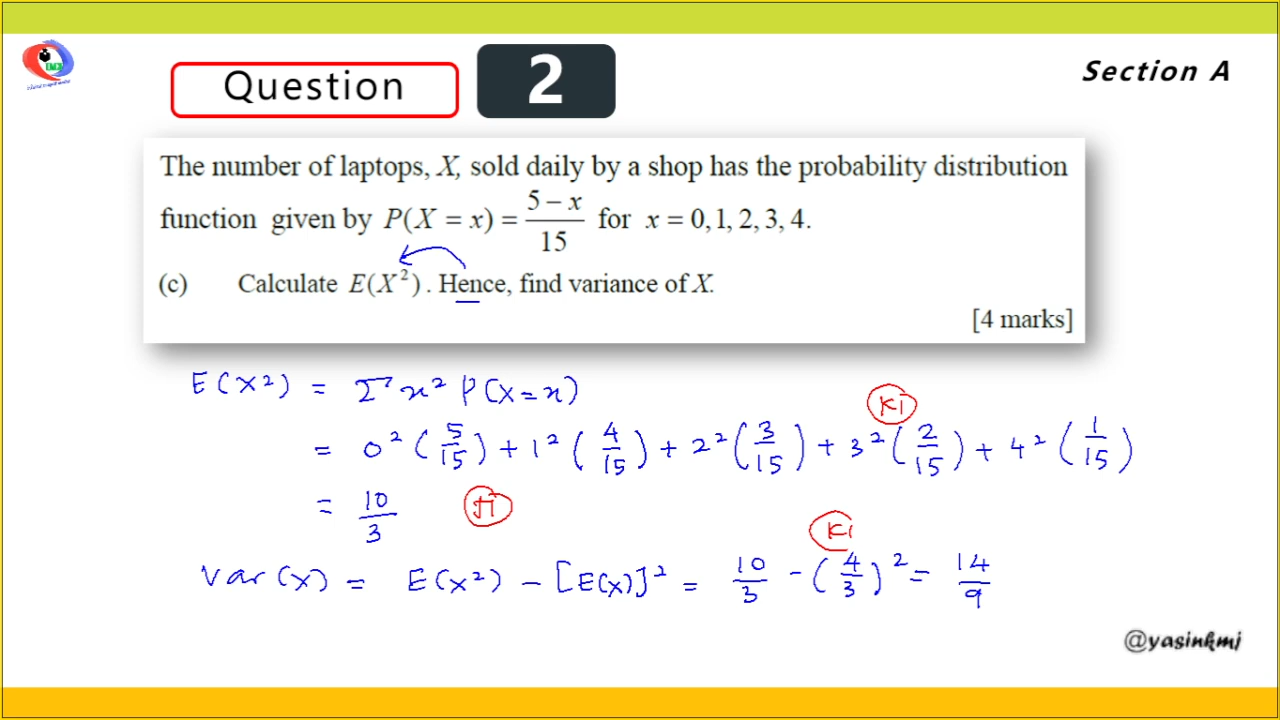 Question 2
Section A
The number of laptops, X, sold daily by a shop has the probability distribution
function given by P(X = x) = (5 − x)/15 for x = 0, 1, 2, 3, 4.
(c) Calculate E(X²). Hence, find variance of X.
[4 marks]
E(X²) = Σ x² P(X = x)
K1
= 0² (5/15) + 1² (4/15) + 2² (3/15) + 3² (2/15) + 4² (1/15)
= 10/3 J1
K1
Var(X) = E(X²) − [E(X)]² = 10/3 − (4/3)² = 14/9
@yasinkmj